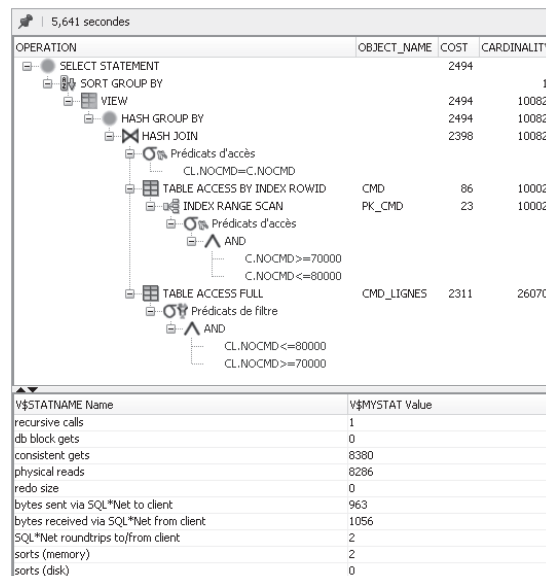 5,641 secondes
OPERATION OBJECT_NAME COST CARDINALITY
SELECT STATEMENT 2494
SORT GROUP BY 1
VIEW 2494 10082
HASH GROUP BY 2494 10082
HASH JOIN 2398 10082
Prédicats d'accès
CL.NOCMD=C.NOCMD
TABLE ACCESS BY INDEX ROWID CMD 86 10002
INDEX RANGE SCAN PK_CMD 23 10002
Prédicats d'accès
AND
C.NOCMD>=70000
C.NOCMD<=80000
TABLE ACCESS FULL CMD_LIGNES 2311 26070
Prédicats de filtre
AND
CL.NOCMD<=80000
CL.NOCMD>=70000
V$STATNAME Name V$MYSTAT Value
recursive calls 1
db block gets 0
consistent gets 8380
physical reads 8286
redo size 0
bytes sent via SQL*Net to client 963
bytes received via SQL*Net from client 1056
SQL*Net roundtrips to/from client 2
sorts (memory) 2
sorts (disk) 0